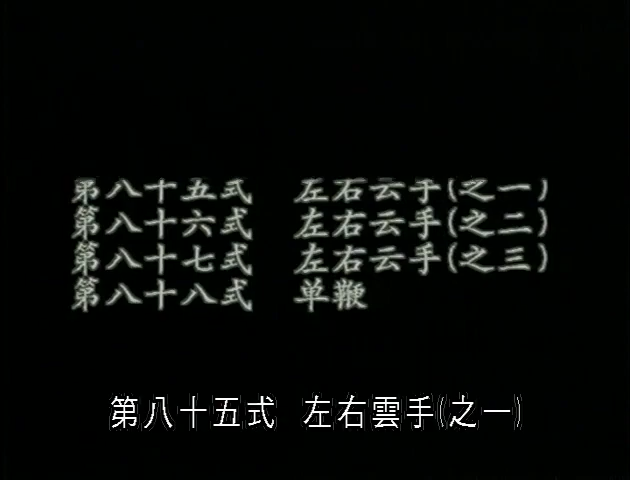 第八十五式 左右云手(之一)
第八十六式 左右云手(之二)
第八十七式 左右云手(之三)
第八十八式 单鞭
第八十五式 左右雲手(之一)